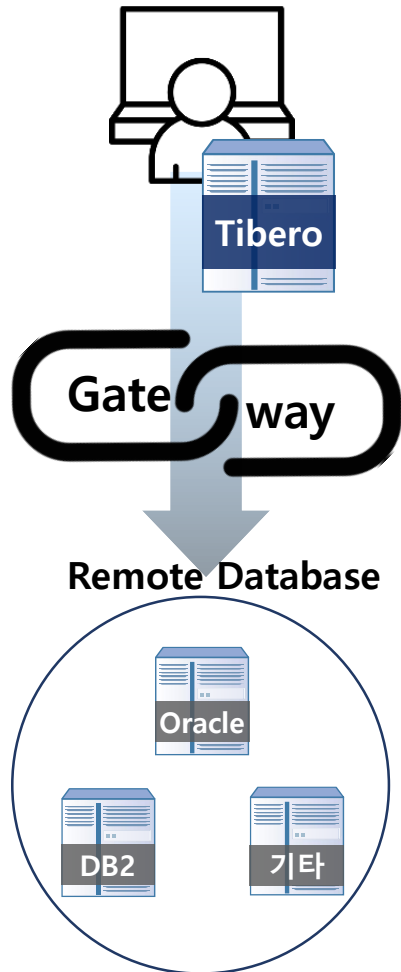 Tibero
Gate
way
Remote Database
Oracle
DB2
기타